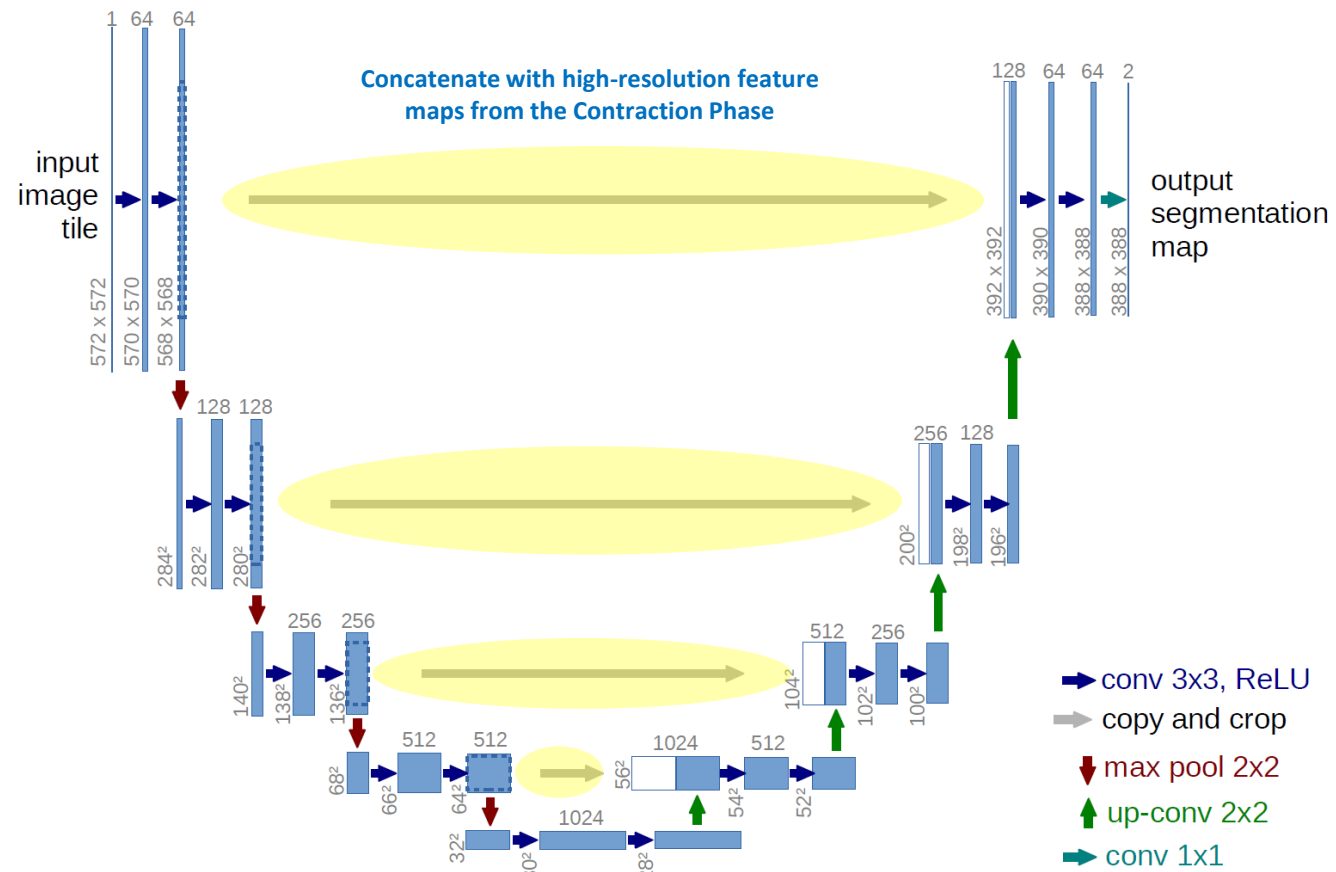 1 64 64
128 64 64 2
Concatenate with high-resolution feature
maps from the Contraction Phase
input
image
tile
output
segmentation
map
572 x 572
570 x 570
568 x 568
392 x 392
390 x 390
388 x 388
388 x 388
128 128
256 128
284²
282²
280²
200²
198²
196²
256 256
512 256
140²
138²
136²
104²
102²
100²
512 512
1024 512
68²
66²
64²
56²
54²
52²
1024
32²
conv 3x3, ReLU
copy and crop
max pool 2x2
up-conv 2x2
conv 1x1